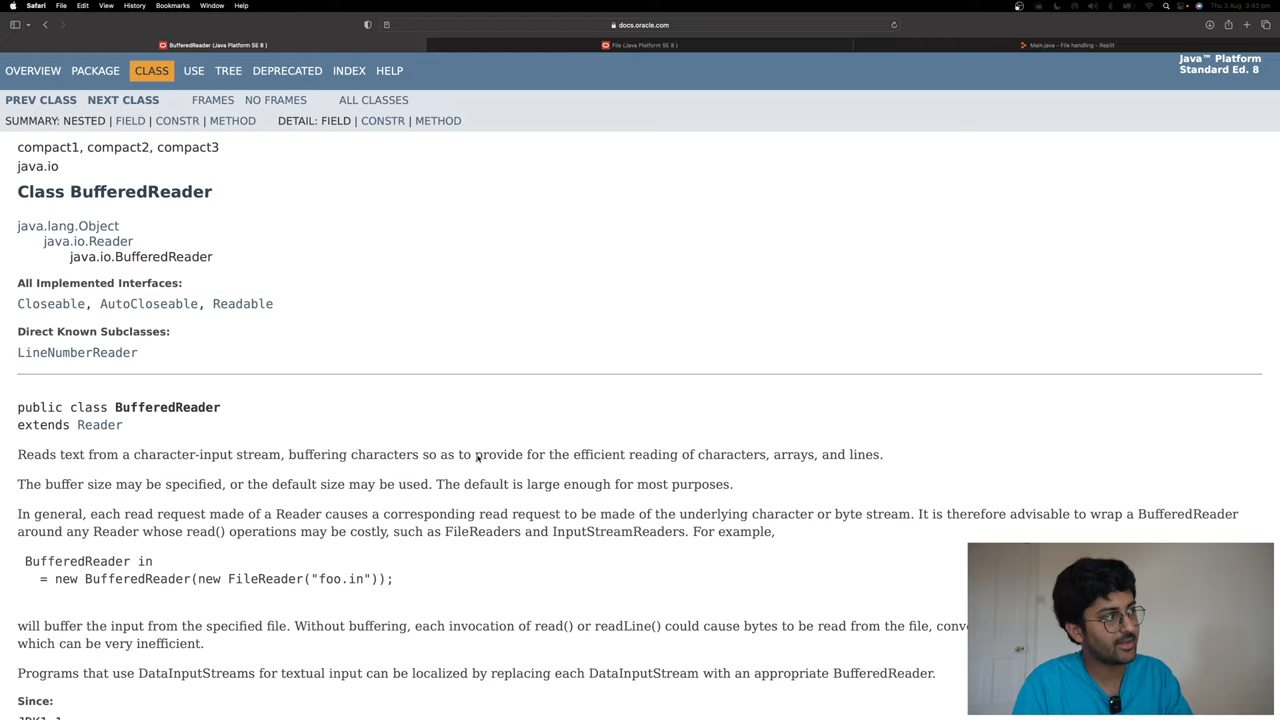 Safari File Edit View History Bookmarks Window Help Thu 3 Aug 3:43 pm
docs.oracle.com
BufferedReader (Java Platform SE 8 ) File (Java Platform SE 8 ) Main.java - File handling - Replit
OVERVIEW PACKAGE CLASS USE TREE DEPRECATED INDEX HELP
Java™ Platform
Standard Ed. 8
PREV CLASS NEXT CLASS FRAMES NO FRAMES ALL CLASSES
SUMMARY: NESTED | FIELD | CONSTR | METHOD DETAIL: FIELD | CONSTR | METHOD
compact1, compact2, compact3
java.io
Class BufferedReader
java.lang.Object
java.io.Reader
java.io.BufferedReader
All Implemented Interfaces:
Closeable, AutoCloseable, Readable
Direct Known Subclasses:
LineNumberReader
public class BufferedReader
extends Reader
Reads text from a character-input stream, buffering characters so as to provide for the efficient reading of characters, arrays, and lines.
The buffer size may be specified, or the default size may be used. The default is large enough for most purposes.
In general, each read request made of a Reader causes a corresponding read request to be made of the underlying character or byte stream. It is therefore advisable to wrap a BufferedReader
around any Reader whose read() operations may be costly, such as FileReaders and InputStreamReaders. For example,
BufferedReader in
= new BufferedReader(new FileReader("foo.in"));
will buffer the input from the specified file. Without buffering, each invocation of read() or readLine() could cause bytes to be read from the file,
which can be very inefficient.
Programs that use DataInputStreams for textual input can be localized by replacing each DataInputStream with an appropriate BufferedReader.
Since: